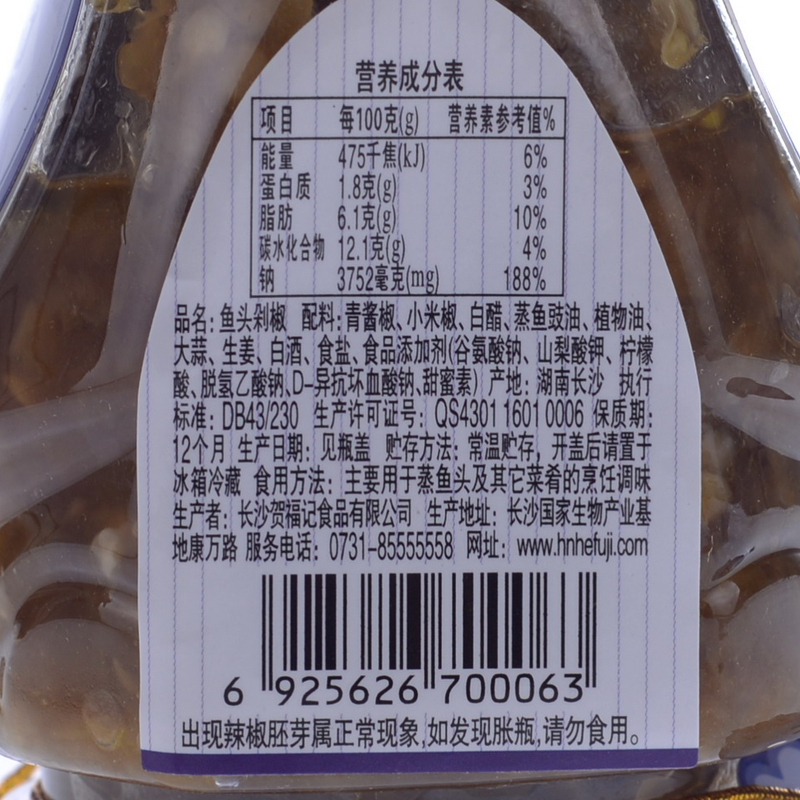 营养成分表
项目 每100克(g) 营养素参考值%
能量 475千焦(kJ) 6%
蛋白质 1.8克(g) 3%
脂肪 6.1克(g) 10%
碳水化合物 12.1克(g) 4%
钠 3752毫克(mg) 188%
品名:鱼头剁椒 配料:青酱椒、小米椒、白醋、蒸鱼豉油、植物油、
大蒜、生姜、白酒、食盐、食品添加剂(谷氨酸钠、山梨酸钾、柠檬
酸、脱氢乙酸钠、D-异抗坏血酸钠、甜蜜素) 产地:湖南长沙 执行
标准:DB43/230 生产许可证号:QS4301 1601 0006 保质期:
12个月 生产日期:见瓶盖 贮存方法:常温贮存,开盖后请置于
冰箱冷藏 食用方法:主要用于蒸鱼头及其它菜肴的烹饪调味
生产者:长沙贺福记食品有限公司 生产地址:长沙国家生物产业基
地康万路 服务电话:0731-85555558 网址:www.hnhefuji.com
6 925626 700063
出现辣椒胚芽属正常现象,如发现胀瓶,请勿食用。